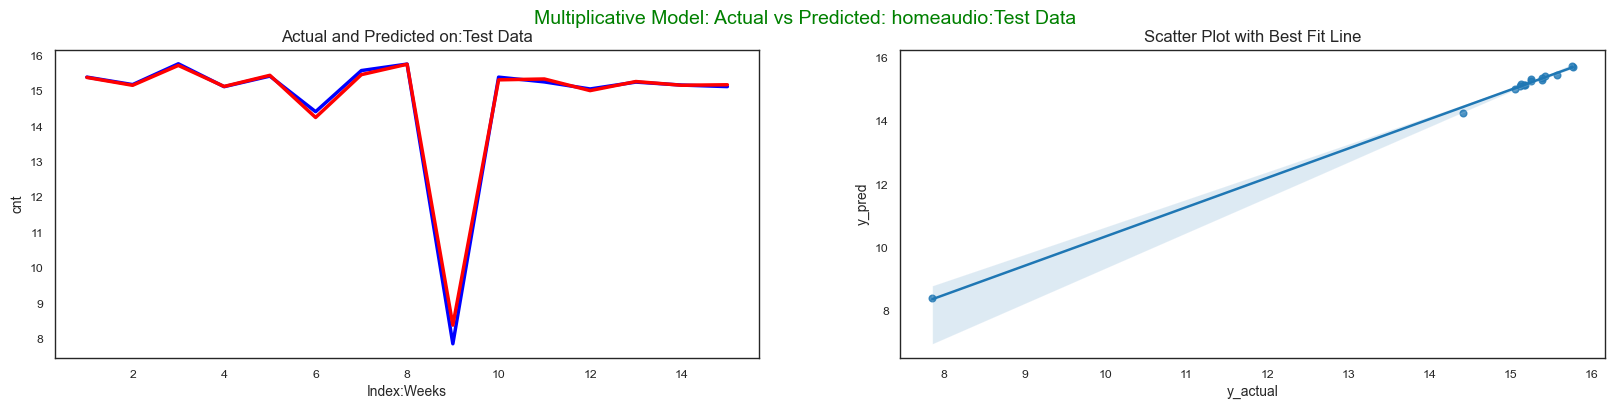 Multiplicative Model: Actual vs Predicted: homeaudio:Test Data
Actual and Predicted on:Test Data
16
15
14
13
12
11
10
9
8
cnt
2 4 6 8 10 12 14
Index:Weeks
Scatter Plot with Best Fit Line
16
14
12
10
8
y_pred
8 9 10 11 12 13 14 15 16
y_actual